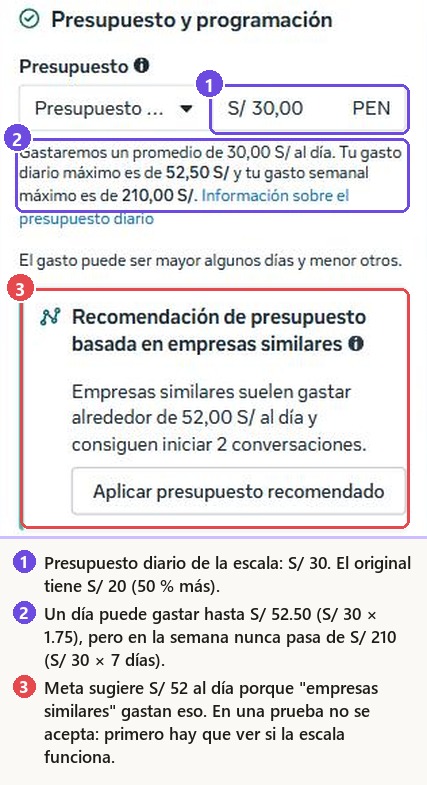 Presupuesto y programación
Presupuesto
1
Presupuesto ...
S/ 30,00 PEN
2
Gastaremos un promedio de 30,00 S/ al día. Tu gasto
diario máximo es de 52,50 S/ y tu gasto semanal
máximo es de 210,00 S/. Información sobre el
presupuesto diario
El gasto puede ser mayor algunos días y menor otros.
3
Recomendación de presupuesto
basada en empresas similares
Empresas similares suelen gastar
alrededor de 52,00 S/ al día y
consiguen iniciar 2 conversaciones.
Aplicar presupuesto recomendado
1 Presupuesto diario de la escala: S/ 30. El original
tiene S/ 20 (50 % más).
2 Un día puede gastar hasta S/ 52.50 (S/ 30 ×
1.75), pero en la semana nunca pasa de S/ 210
(S/ 30 × 7 días).
3 Meta sugiere S/ 52 al día porque "empresas
similares" gastan eso. En una prueba no se
acepta: primero hay que ver si la escala
funciona.